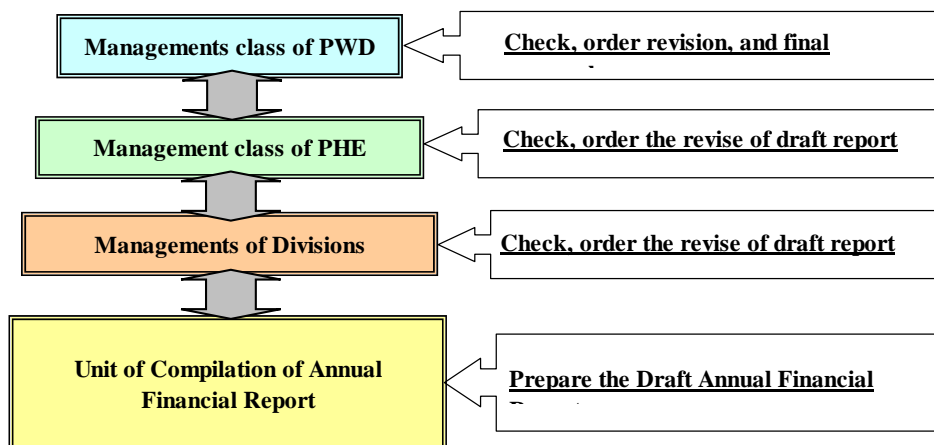 Managements class of PWD
Check, order revision, and final
Management class of PHE
Check, order the revise of draft report
Managements of Divisions
Check, order the revise of draft report
Unit of Compilation of Annual
Financial Report
Prepare the Draft Annual Financial